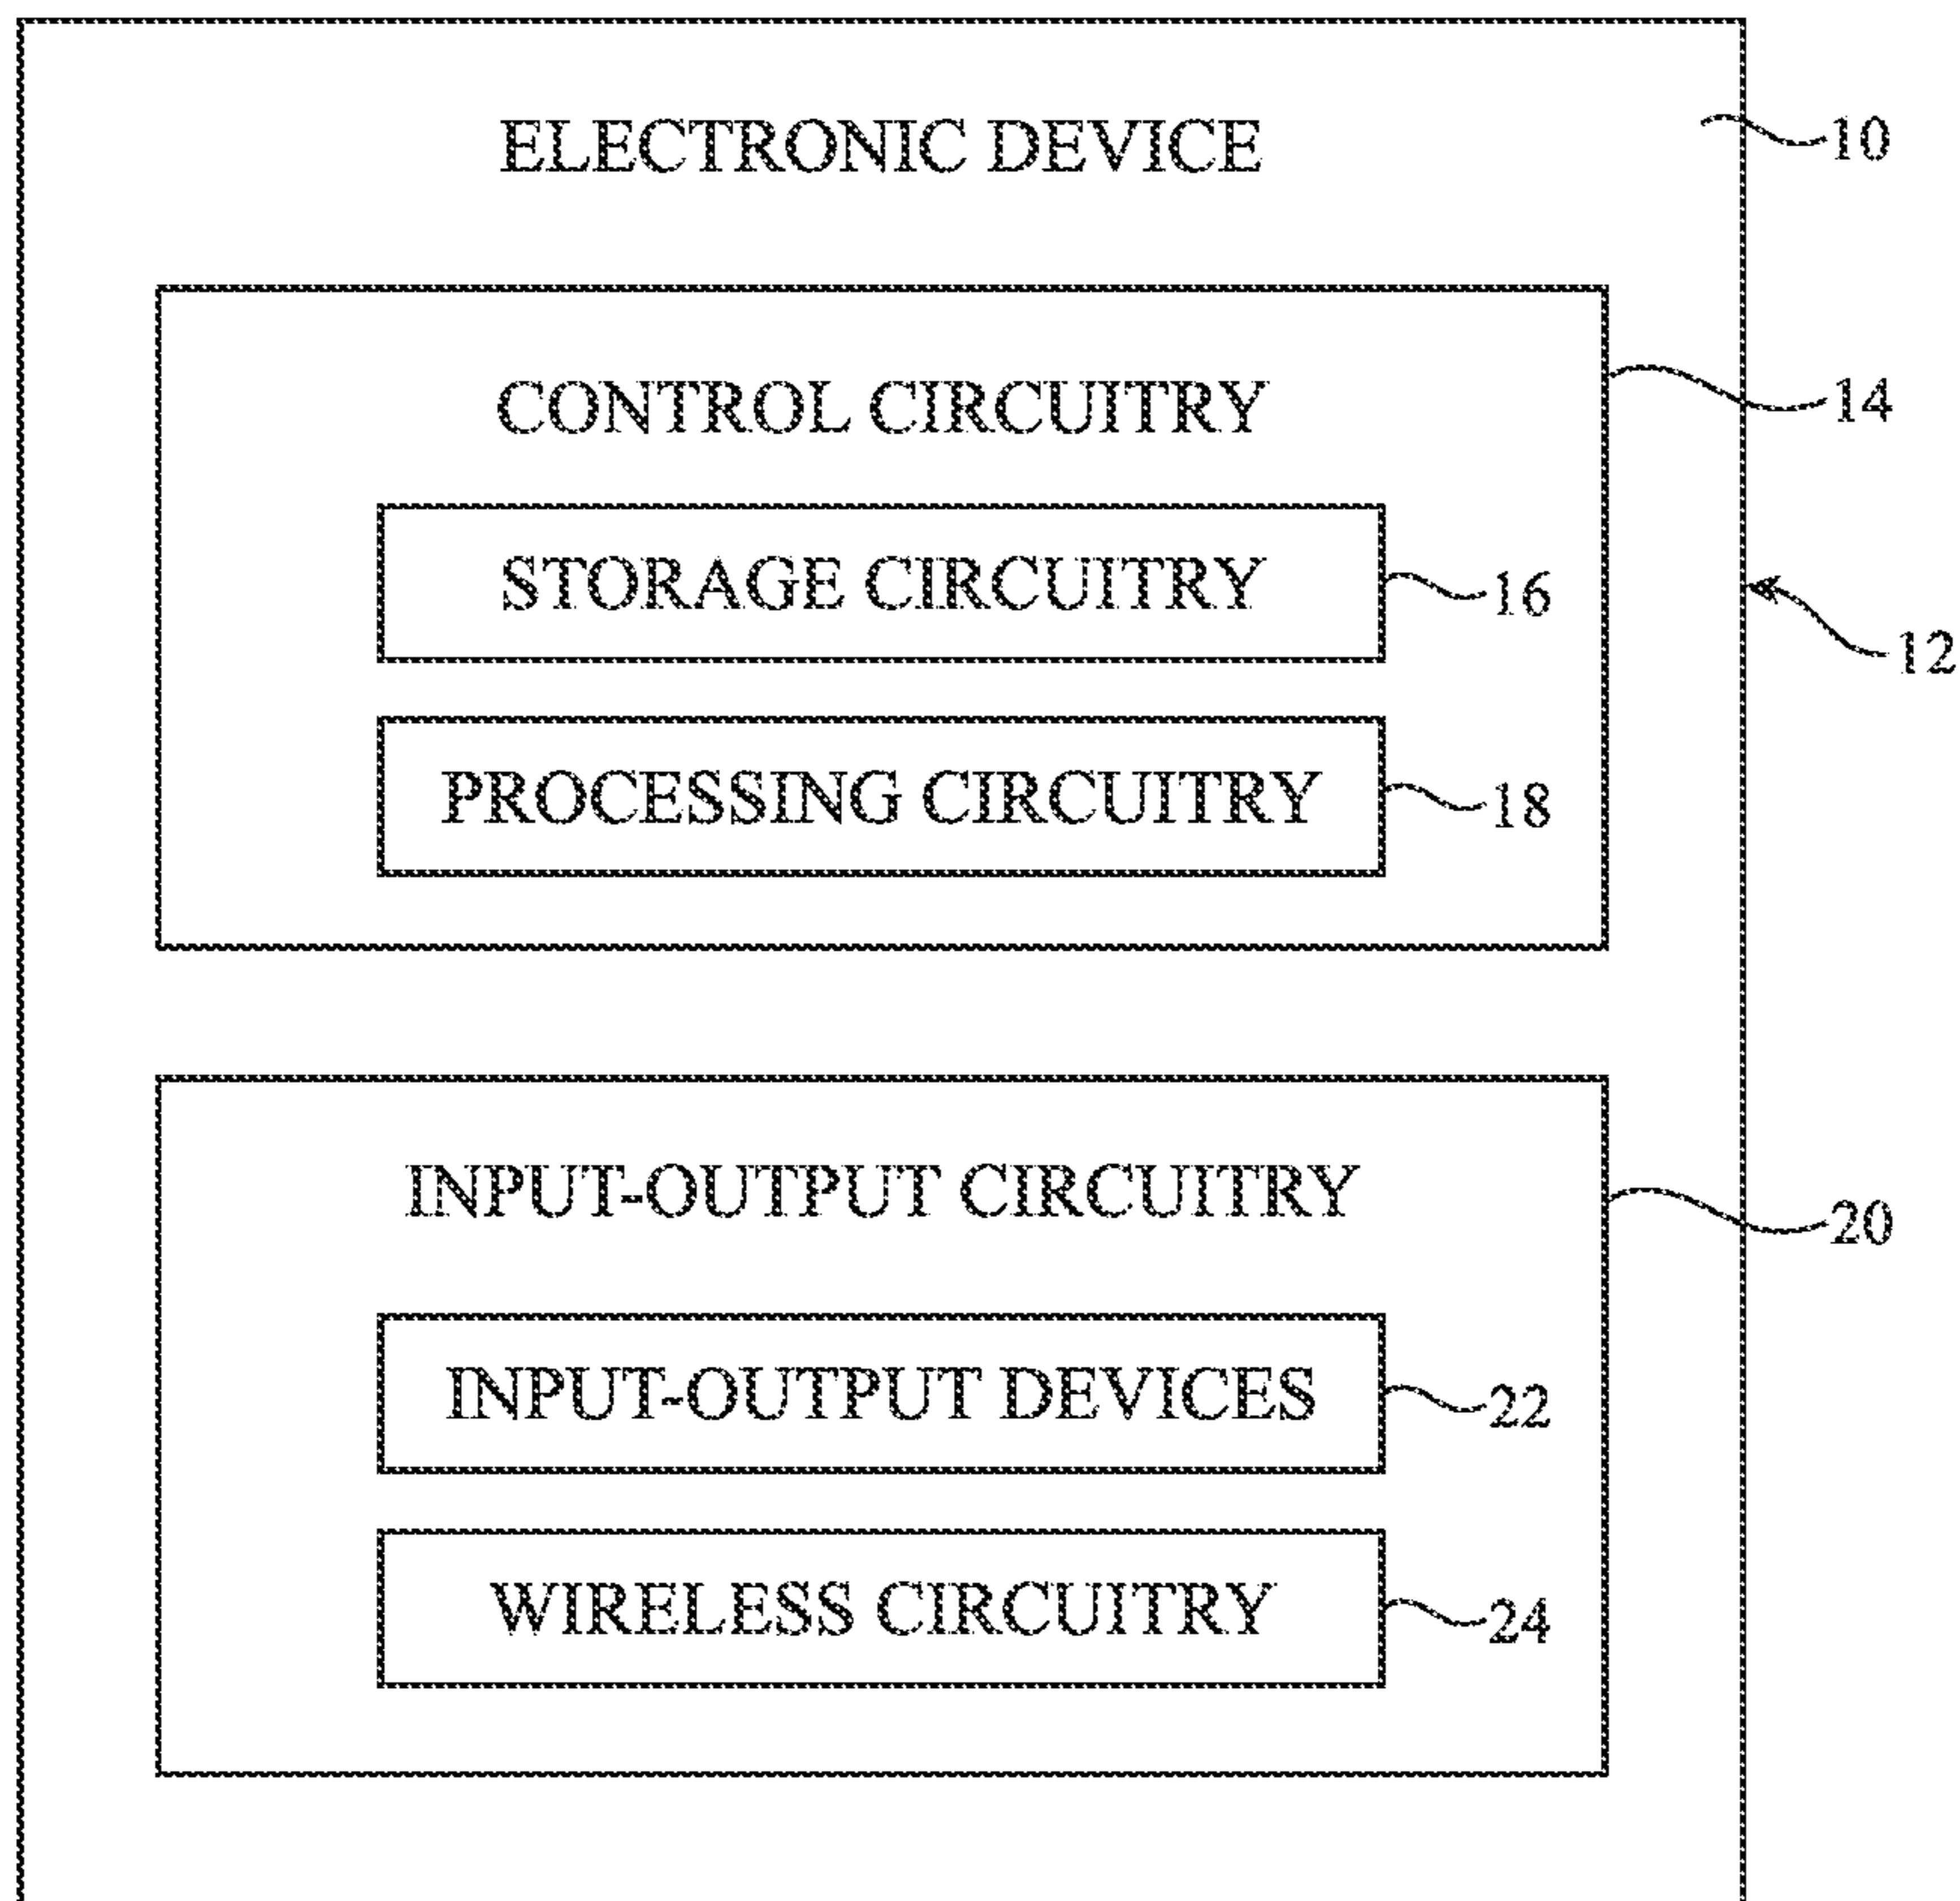 ELECTRONIC DEVICE
10
CONTROL CIRCUITRY
14
STORAGE CIRCUITRY
16
12
PROCESSING CIRCUITRY
18
INPUT-OUTPUT CIRCUITRY
20
INPUT-OUTPUT DEVICES
22
WIRELESS CIRCUITRY
24